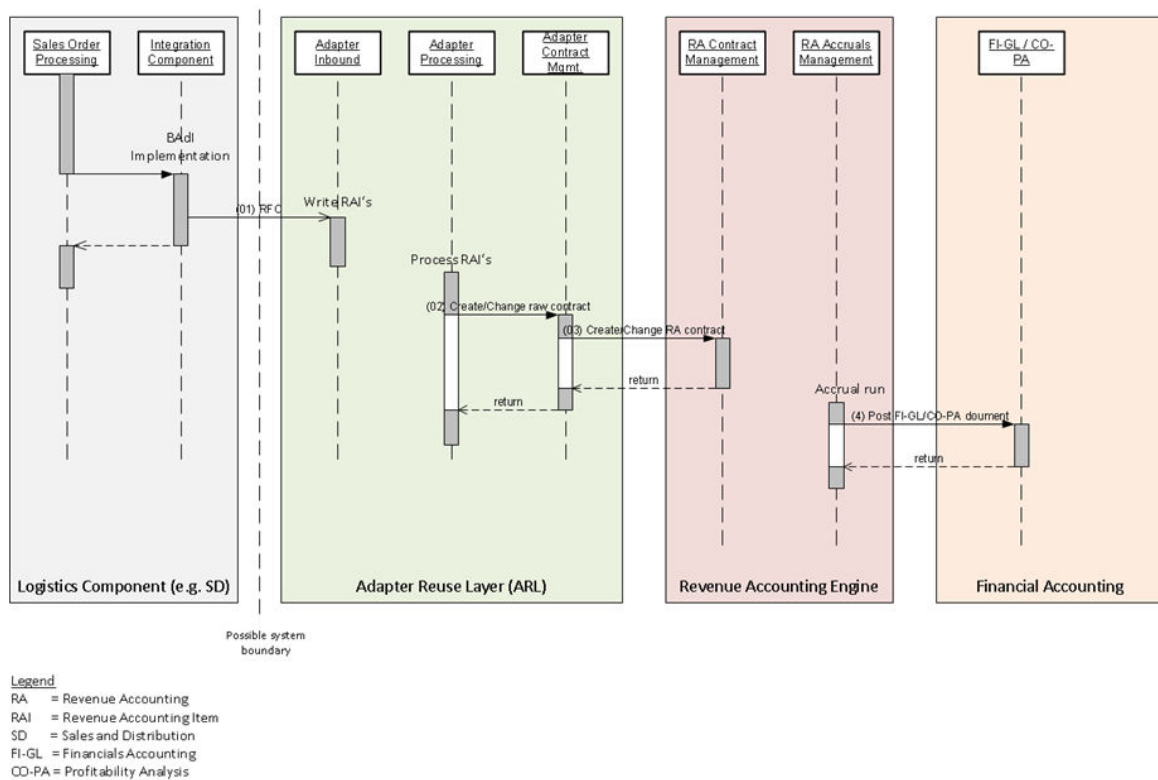 Sales Order
Processing
Integration
Component
Adapter
Inbound
Adapter
Processing
Adapter
Contract
Mgmt.
RA Contract
Management
RA Accruals
Management
FI-GL / CO-
PA
BAdI
Implementation
(01) RFC
Write RAI's
Process RAI's
(02) Create/Change raw contract
(03) Create/Change RA contract
return
return
Accrual run
(4) Post FI-GL/CO-PA doument
return
Logistics Component (e.g. SD)
Adapter Reuse Layer (ARL)
Revenue Accounting Engine
Financial Accounting
Possible system
boundary
Legend
RA = Revenue Accounting
RAI = Revenue Accounting Item
SD = Sales and Distribution
FI-GL = Financials Accounting
CO-PA = Profitability Analysis